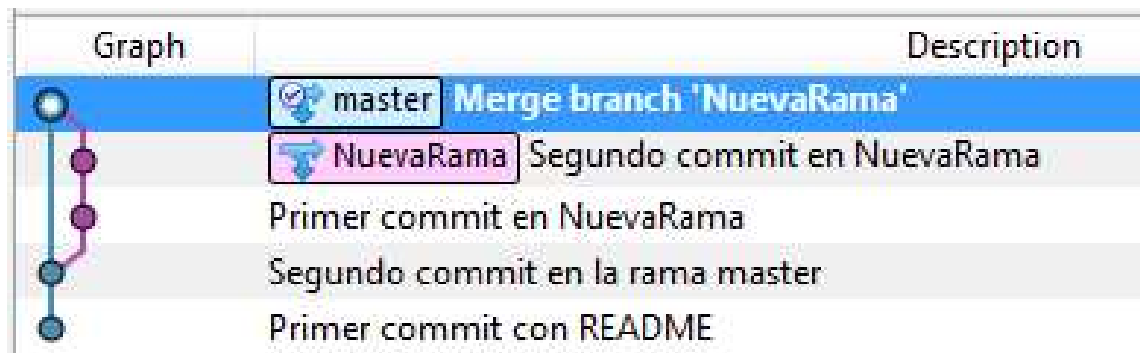 Graph Description
master Merge branch 'NuevaRama'
NuevaRama Segundo commit en NuevaRama
Primer commit en NuevaRama
Segundo commit en la rama master
Primer commit con README